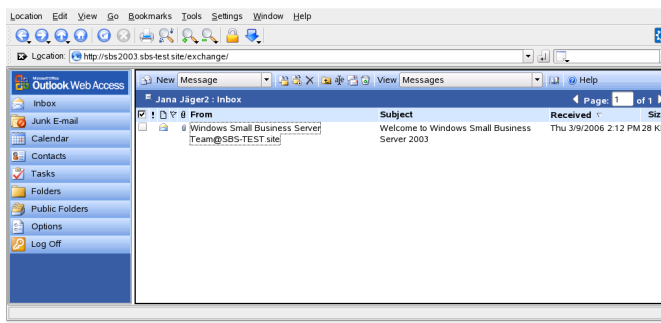 Location Edit View Go Bookmarks Tools Settings Window Help
Location: http://sbs2003.sbs-test.site/exchange/
Microsoft Office
Outlook Web Access
New Message View Messages Help
Jana Jäger2 : Inbox Page: 1 of 1
! From Subject Received Siz
Windows Small Business Server Welcome to Windows Small Business Thu 3/9/2006 2:12 PM 28 K
Team@SBS-TEST.site Server 2003
Inbox
Junk E-mail
Calendar
Contacts
Tasks
Folders
Public Folders
Options
Log Off